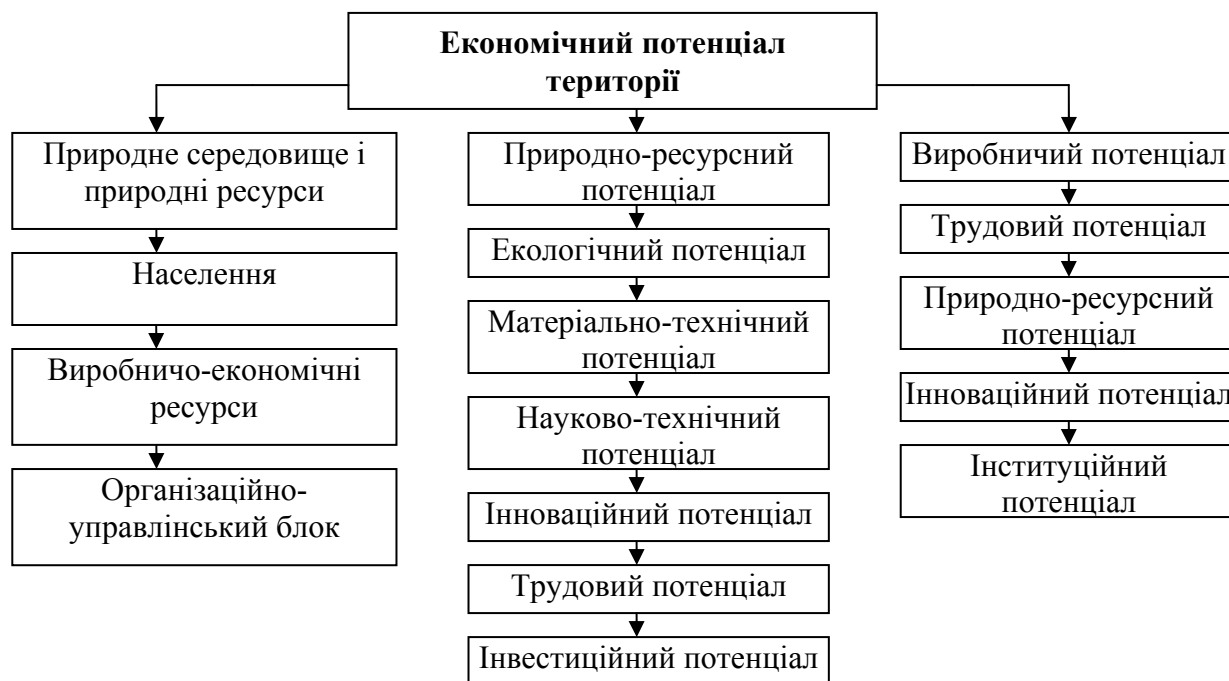 Економічний потенціал
території
Природне середовище і
природні ресурси
Населення
Виробничо-економічні
ресурси
Організаційно-
управлінський блок
Природно-ресурсний
потенціал
Екологічний потенціал
Матеріально-технічний
потенціал
Науково-технічний
потенціал
Інноваційний потенціал
Трудовий потенціал
Інвестиційний потенціал
Виробничий потенціал
Трудовий потенціал
Природно-ресурсний
потенціал
Інноваційний потенціал
Інституційний
потенціал